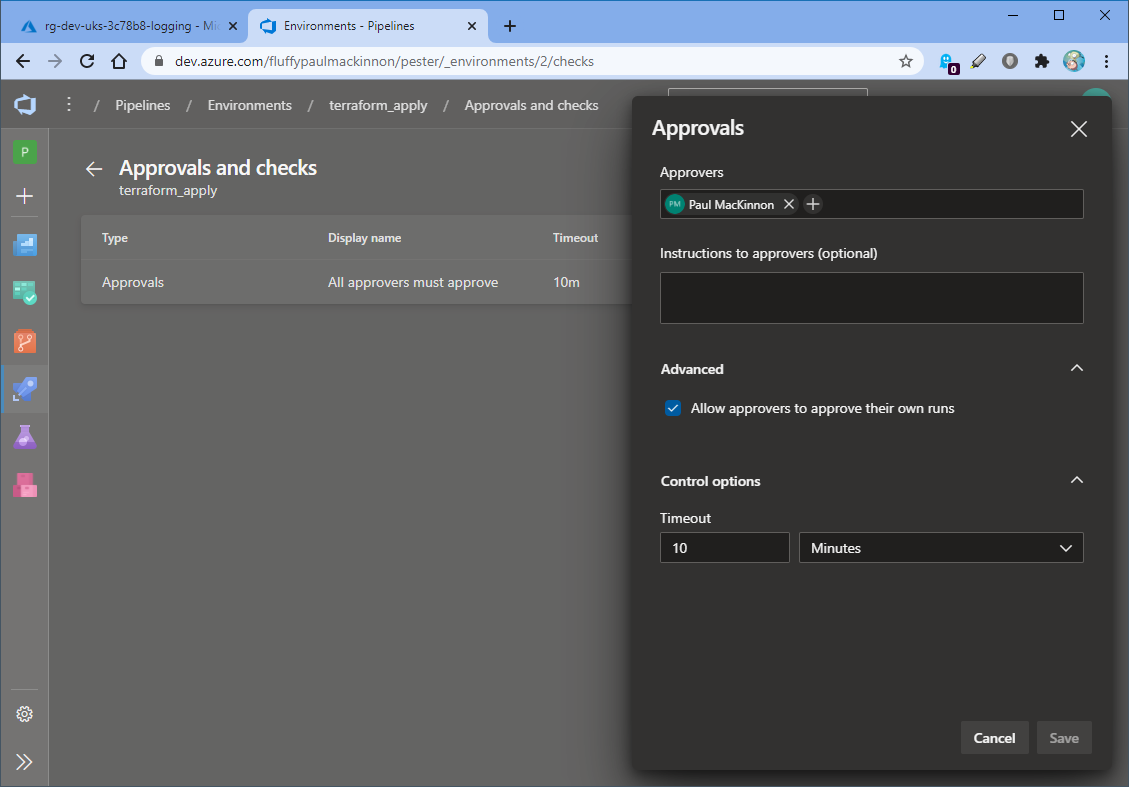 rg-dev-uks-3c78b8-logging - Mi
Environments - Pipelines
dev.azure.com/fluffypaulmackinnon/pester/_environments/2/checks
0
/ Pipelines / Environments / terraform_apply / Approvals and checks
P
Approvals and checks
terraform_apply
Type Display name Timeout
Approvals All approvers must approve 10m
Approvals
Approvers
PM Paul MacKinnon
Instructions to approvers (optional)
Advanced
Allow approvers to approve their own runs
Control options
Timeout
10 Minutes
Cancel Save